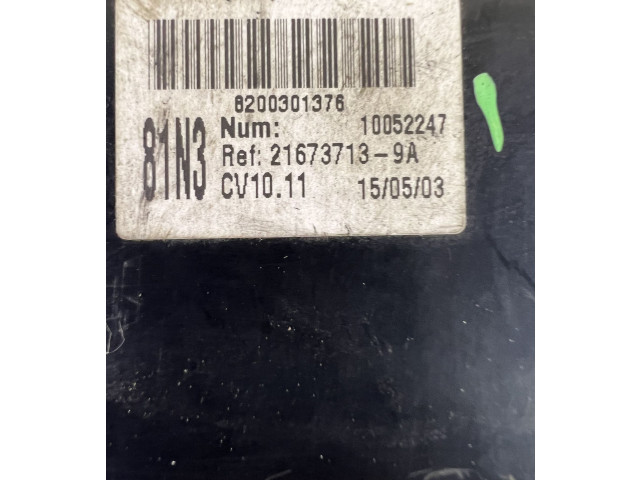 8200301376
81N3
Num: 10052247
Ref: 21673713-9A
CV10.11 15/05/03